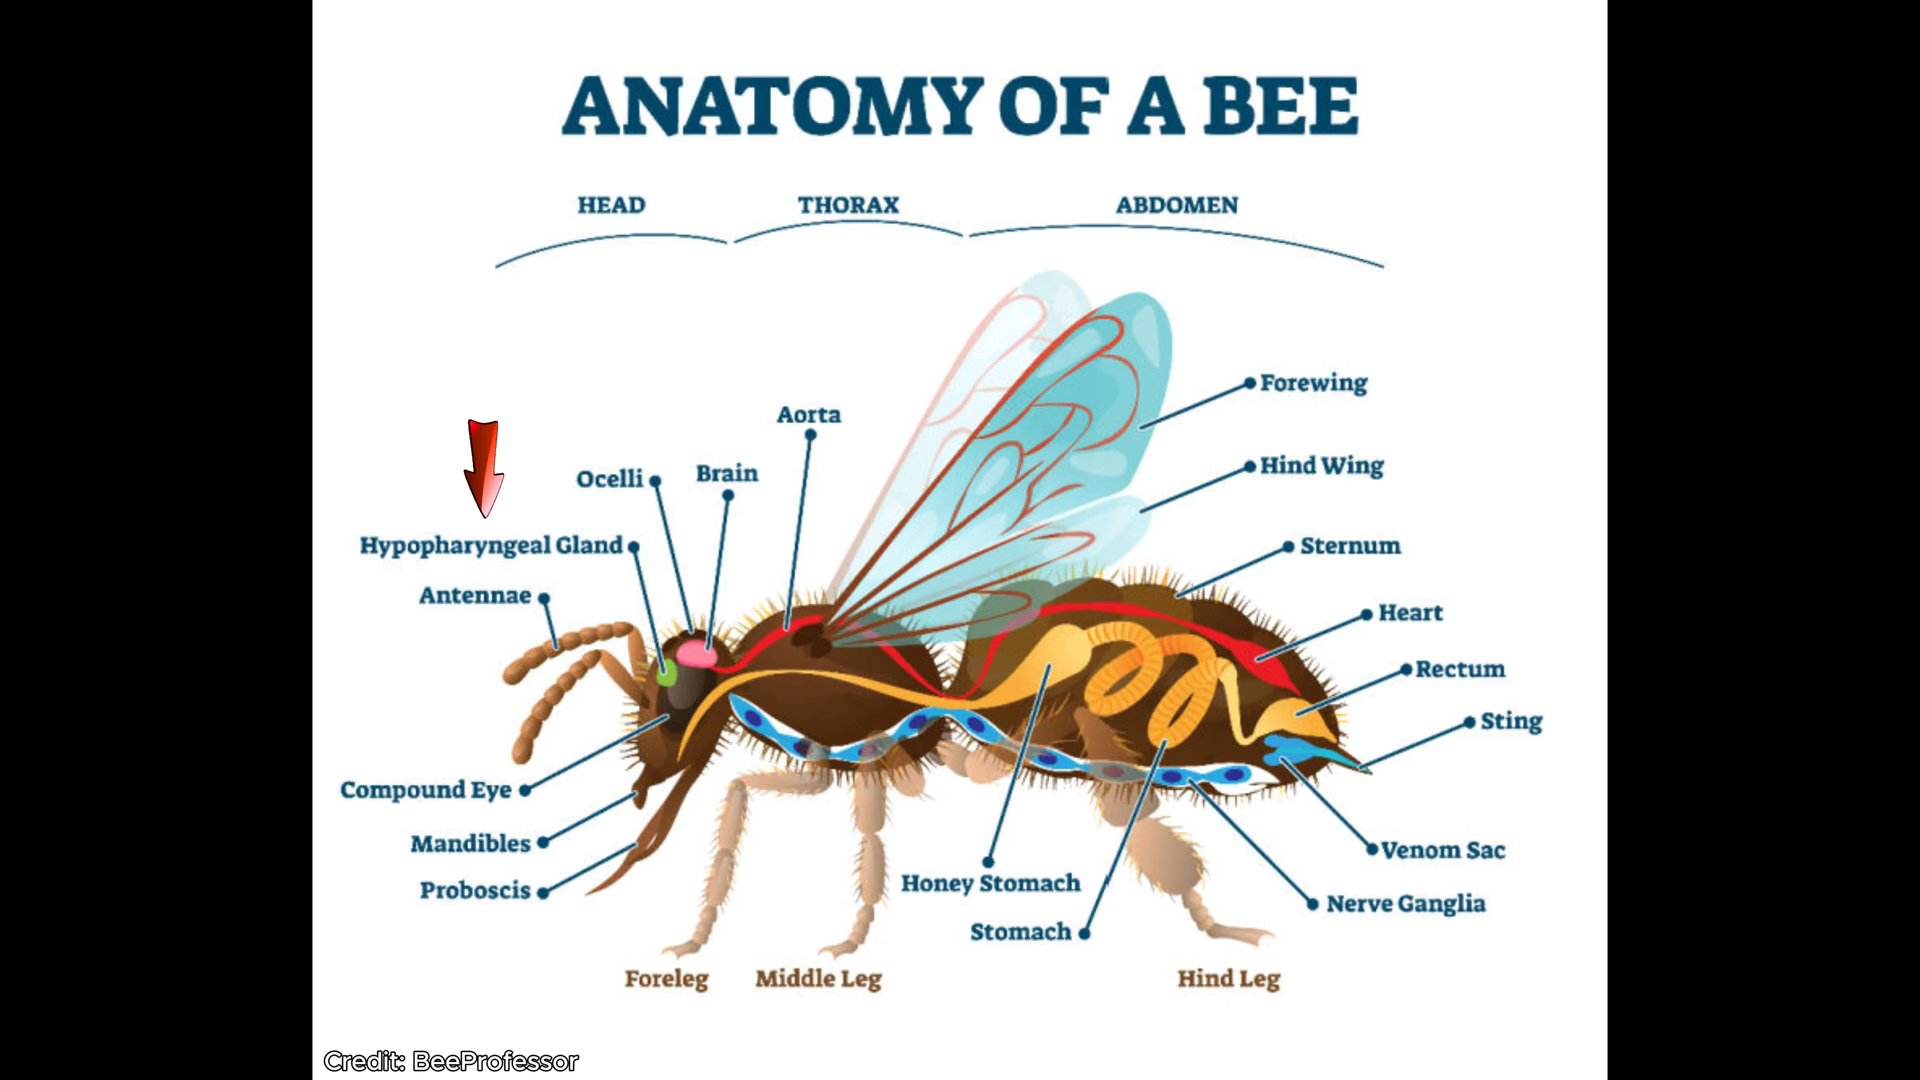 ANATOMY OF A BEE
HEAD
THORAX
ABDOMEN
Forewing
Aorta
Hind Wing
Ocelli
Brain
Hypopharyngeal Gland
Sternum
Antennae
Heart
Rectum
Sting
Compound Eye
Mandibles
Venom Sac
Proboscis
Honey Stomach
Nerve Ganglia
Stomach
Foreleg
Middle Leg
Hind Leg
Credit: BeeProfessor